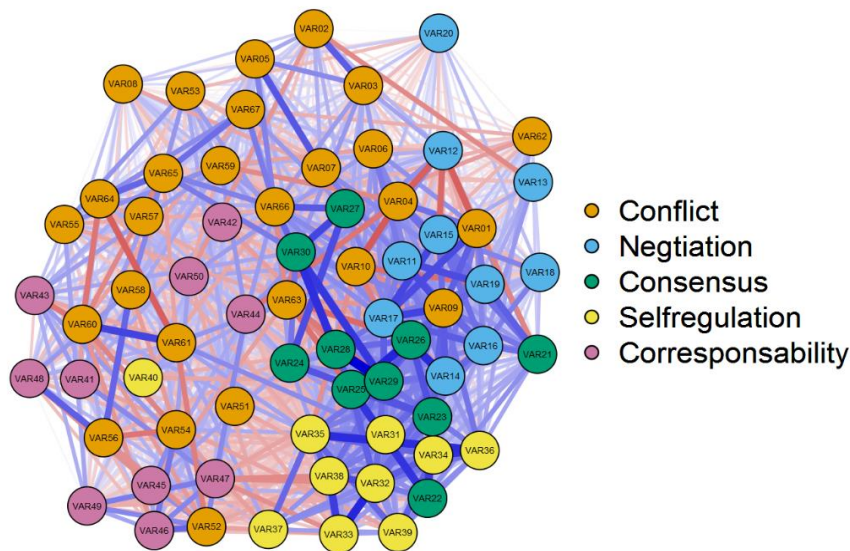 VAR02
VAR20
VAR05
VAR08
VAR53
VAR03
VAR67
VAR62
VAR06
VAR12
VAR59
VAR65
VAR07
VAR13
VAR64
VAR66
VAR27
VAR04
VAR57
VAR55
VAR42
VAR15
VAR01
VAR30
VAR10
VAR11
VAR18
VAR50
VAR58
VAR19
VAR43
VAR63
VAR44
VAR09
VAR17
VAR60
VAR61
VAR26
VAR16
VAR28
VAR21
VAR24
VAR48
VAR41
VAR40
VAR29
VAR14
VAR25
VAR51
VAR23
VAR56
VAR54
VAR35
VAR31
VAR34
VAR36
VAR45
VAR47
VAR38
VAR32
VAR22
VAR49
VAR46
VAR52
VAR37
VAR33
VAR39
Conflict
Negtiation
Consensus
Selfregulation
Corresponsability